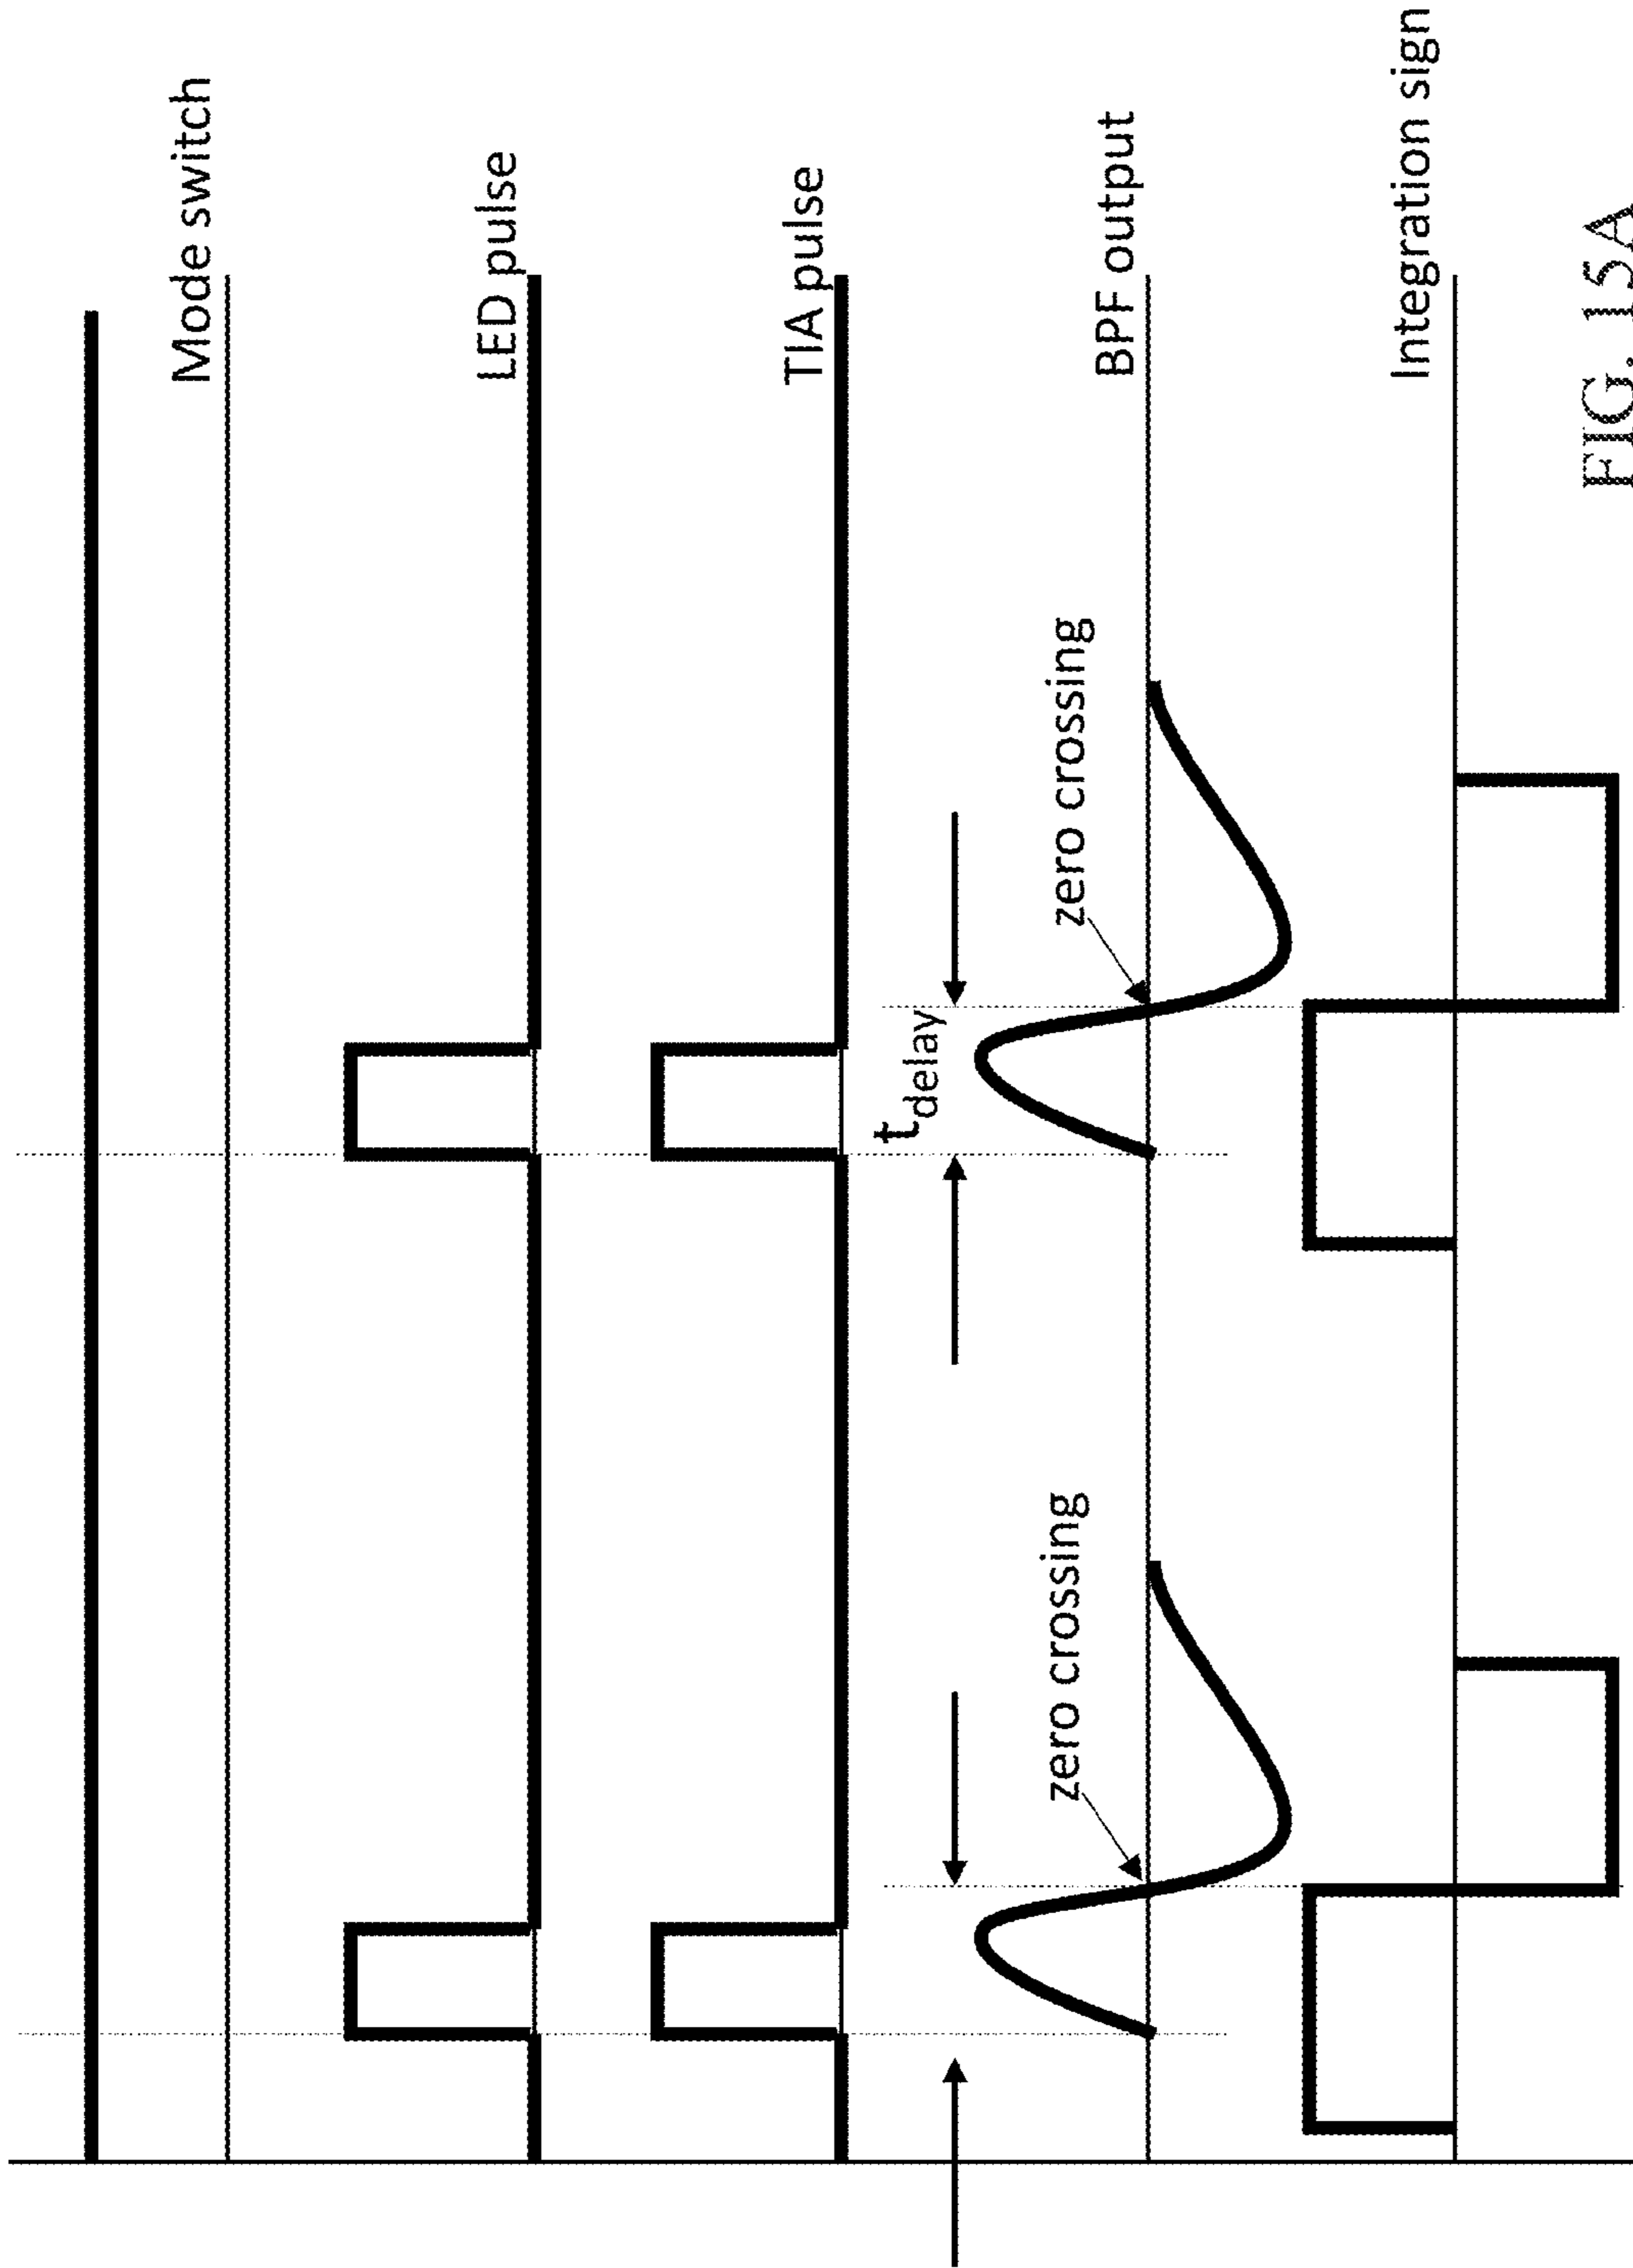 Mode switch
LED pulse
TIA pulse
t_delay
zero crossing
zero crossing
BPF output
Integration sign
FIG. 15A